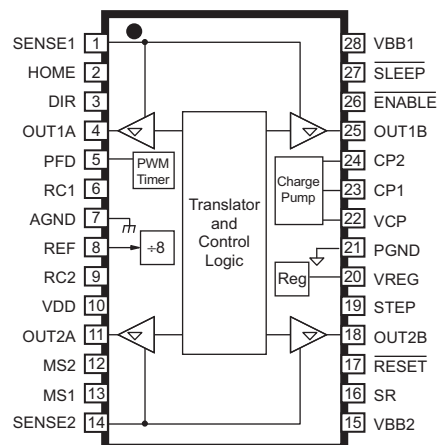 SENSE1 1
HOME 2
DIR 3
OUT1A 4
PFD 5
RC1 6
AGND 7
REF 8
RC2 9
VDD 10
OUT2A 11
MS2 12
MS1 13
SENSE2 14
PWM
Timer
÷8
Translator
and
Control
Logic
Charge
Pump
Reg
28 VBB1
27 SLEEP
26 ENABLE
25 OUT1B
24 CP2
23 CP1
22 VCP
21 PGND
20 VREG
19 STEP
18 OUT2B
17 RESET
16 SR
15 VBB2